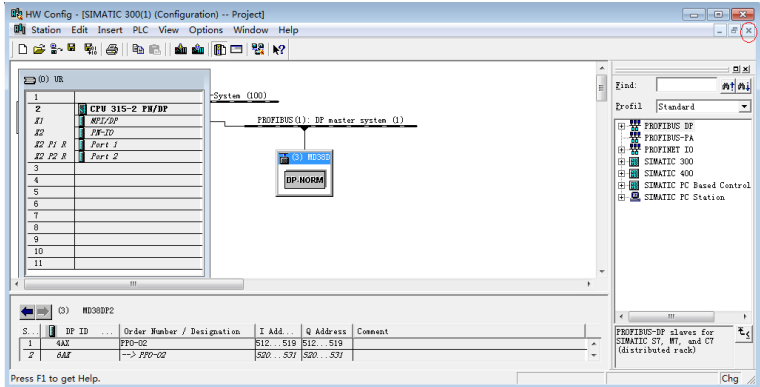 HW Config - [SIMATIC 300(1) (Configuration) -- Project]
Station Edit Insert PLC View Options Window Help
(0) UR
1
2 CPU 315-2 PN/DP
X1 MPI/DP
X2 PN-IO
X2 P1 R Port 1
X2 P2 R Port 2
3
4
5
6
7
8
9
10
11
-System (100)
PROFIBUS(1): DP master system (1)
(3) MD38D
DP-NORM
Find:
Profil Standard
PROFIBUS DP
PROFIBUS-PA
PROFINET IO
SIMATIC 300
SIMATIC 400
SIMATIC PC Based Control
SIMATIC PC Station
PROFIBUS-DP slaves for
SIMATIC S7, M7, and C7
(distributed rack)
(3) MD38DP2
S... DP ID ... Order Number / Designation I Add... Q Address Comment
1 4AX PPO-02 512...519 512...519
2 6AX --> PPO-02 520...531 520...531
Press F1 to get Help.
Chg